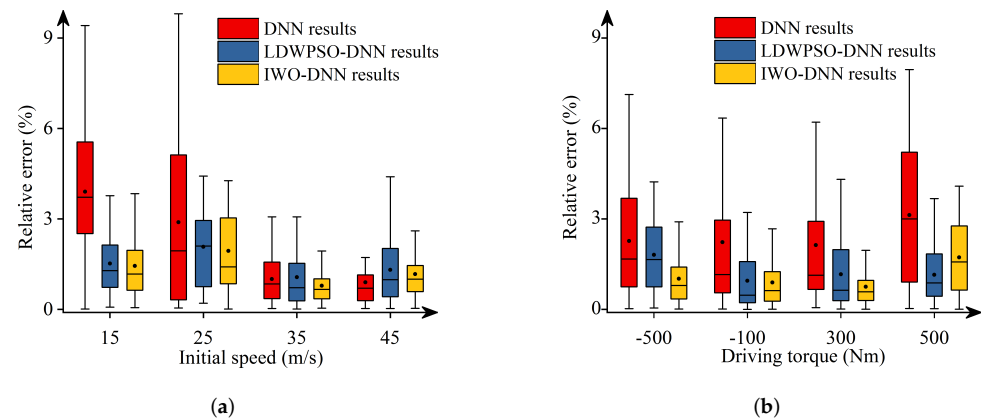 DNN results
LDWPSO-DNN results
IWO-DNN results
Relative error (%)
9
6
3
0
15 25 35 45
Initial speed (m/s)
(a)
DNN results
LDWPSO-DNN results
IWO-DNN results
Relative error (%)
9
6
3
0
-500 -100 300 500
Driving torque (Nm)
(b)